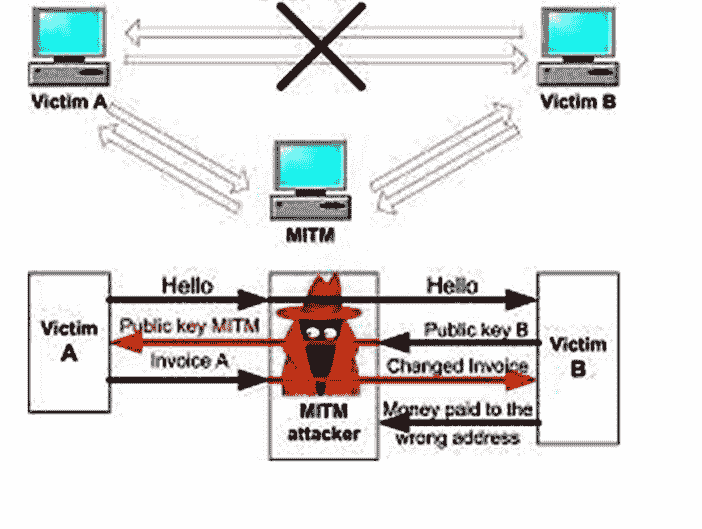 Victim A
Victim B
MITM
Hello
Hello
Victim
A
Public key MITM
Public key B
Victim
B
Invoice A
Changed Invoice
MITM
attacker
Money paid to the
wrong address